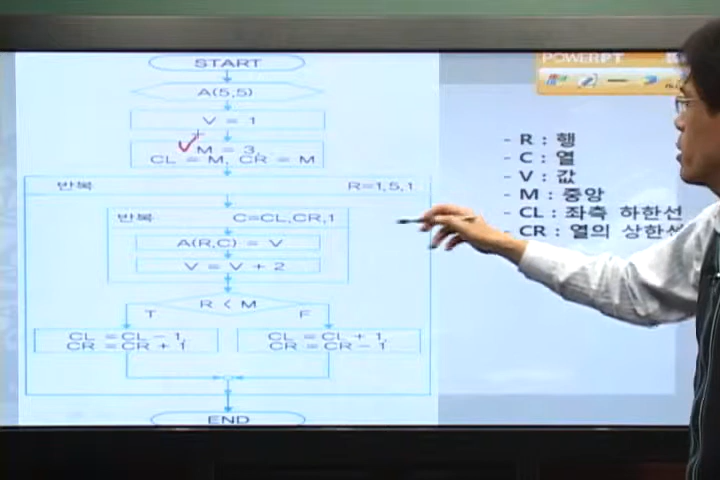 START
A(5,5)
V = 1
M = 3,
CL = M, CR = M
반복 R=1,5,1
반복 C=CL,CR,1
A(R,C) = V
V = V + 2
R < M
T F
CL = CL - 1,
CR = CR + 1
CL = CL + 1,
CR = CR - 1
END
POWERPT
- R : 행
- C : 열
- V : 값
- M : 중앙
- CL : 좌측 하한선
- CR : 열의 상한선